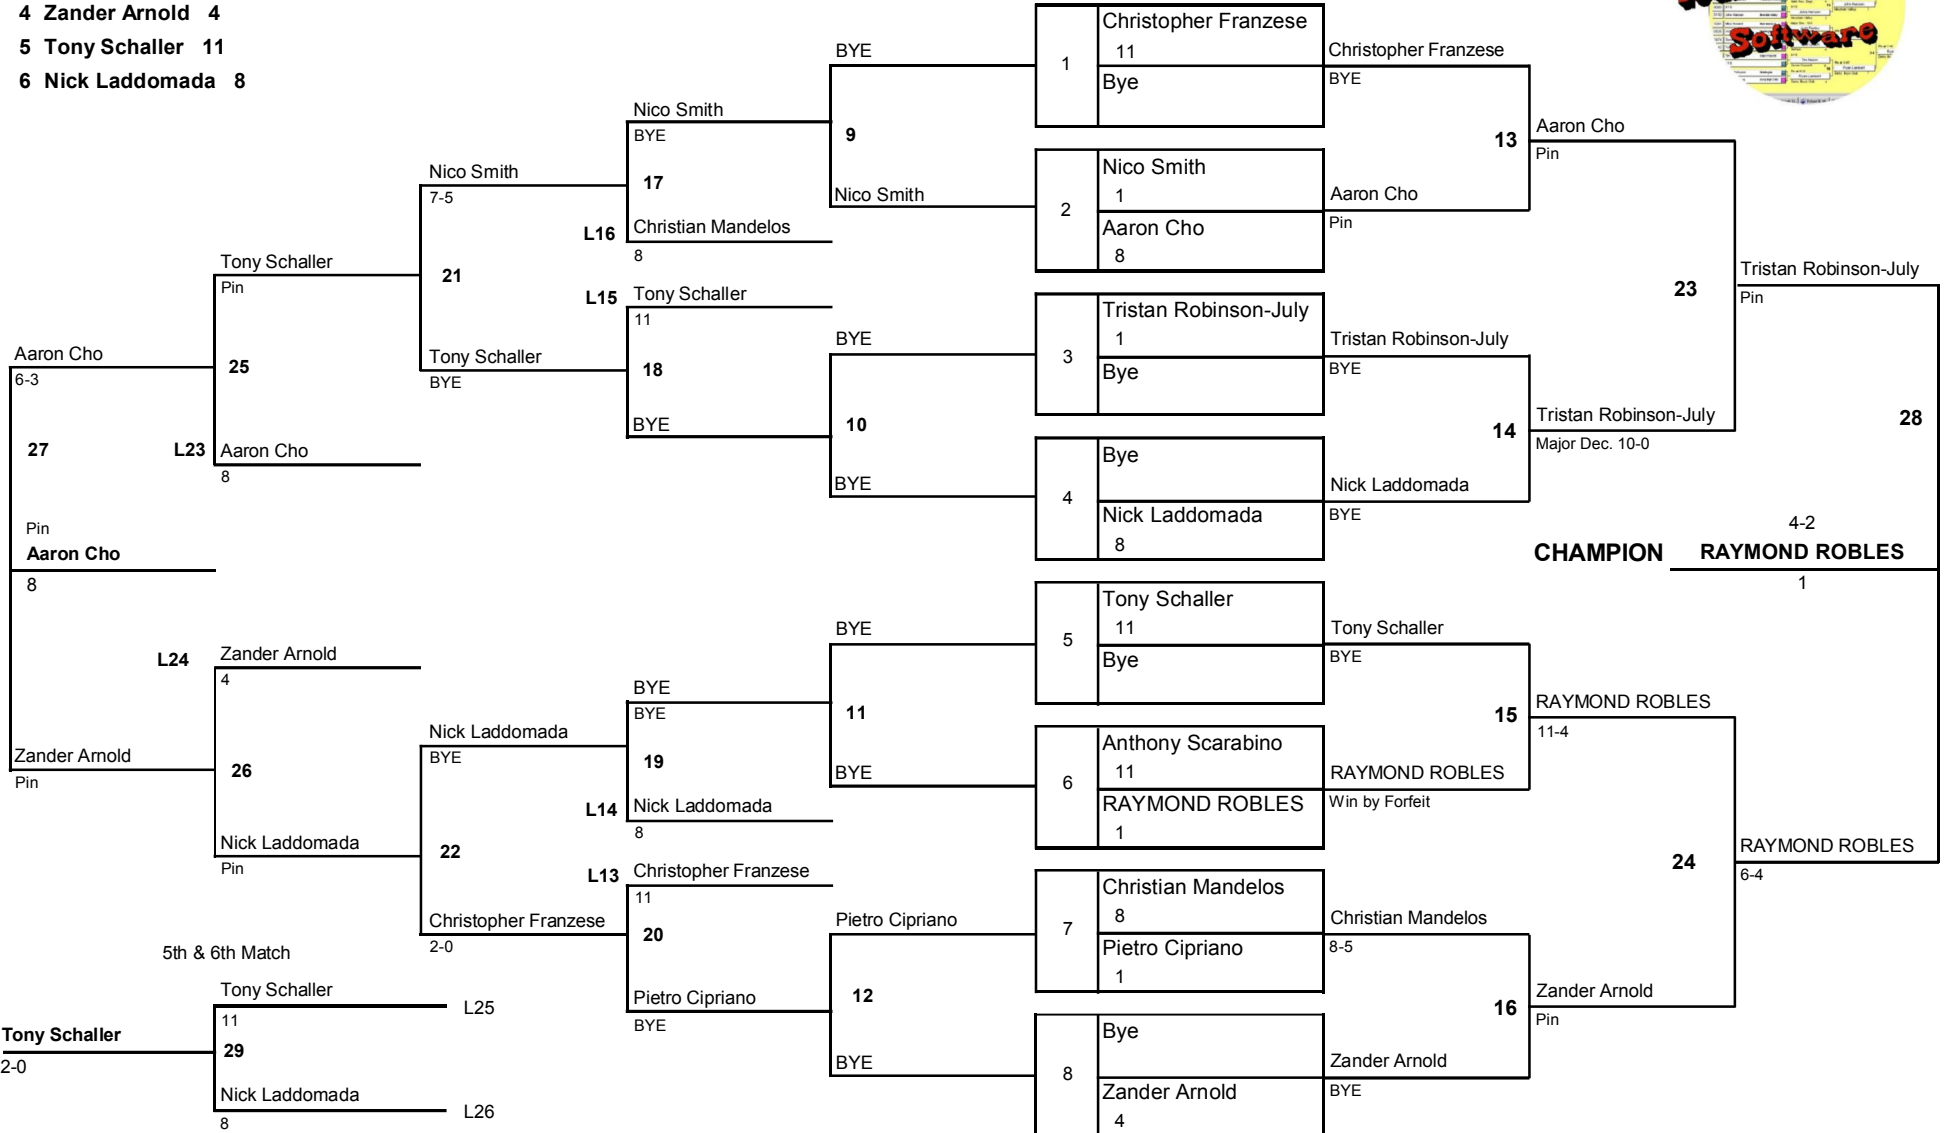 4 Zander Arnold 4
5 Tony Schaller 11
6 Nick Laddomada 8
Software
Aaron Cho
6-3
27
Pin
Aaron Cho
8
Zander Arnold
Pin
5th & 6th Match
Tony Schaller
2-0
Tony Schaller
Pin
25
L23 Aaron Cho
8
L24 Zander Arnold
4
26
Nick Laddomada
Pin
Tony Schaller L25
11
29
Nick Laddomada L26
8
Nico Smith
7-5
21
Tony Schaller
BYE
Nick Laddomada
BYE
22
Christopher Franzese
2-0
Nico Smith
BYE
17
L16 Christian Mandelos
8
L15 Tony Schaller
11
18
BYE
BYE
BYE
19
L14 Nick Laddomada
8
L13 Christopher Franzese
11
20
Pietro Cipriano
BYE
BYE
9
Nico Smith
BYE
10
BYE
BYE
11
BYE
Pietro Cipriano
12
BYE
1
Christopher Franzese
11
Bye
2
Nico Smith
1
Aaron Cho
8
3
Tristan Robinson-July
1
Bye
4
Bye
Nick Laddomada
8
5
Tony Schaller
11
Bye
6
Anthony Scarabino
11
RAYMOND ROBLES
1
7
Christian Mandelos
8
Pietro Cipriano
1
8
Bye
Zander Arnold
4
Christopher Franzese
BYE
13
Aaron Cho
Pin
Tristan Robinson-July
BYE
14
Nick Laddomada
BYE
Tony Schaller
BYE
15
RAYMOND ROBLES
Win by Forfeit
Christian Mandelos
8-5
16
Zander Arnold
BYE
Aaron Cho
Pin
23
Tristan Robinson-July
Major Dec. 10-0
RAYMOND ROBLES
11-4
24
Zander Arnold
Pin
Tristan Robinson-July
Pin
28
4-2
CHAMPION RAYMOND ROBLES
1
RAYMOND ROBLES
6-4